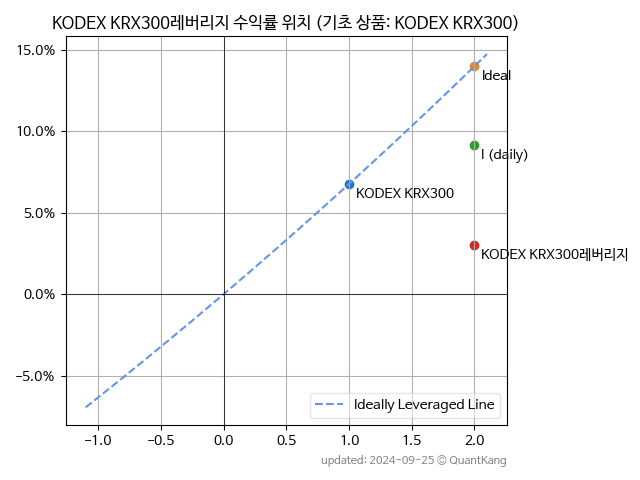 KODEX KRX300레버리지 수익률 위치 (기초 상품: KODEX KRX300)
15.0%
10.0%
5.0%
0.0%
−5.0%
Ideal
I (daily)
KODEX KRX300
KODEX KRX300레버리지
Ideally Leveraged Line
−1.0 −0.5 0.0 0.5 1.0 1.5 2.0
updated: 2024-09-25 © QuantKang